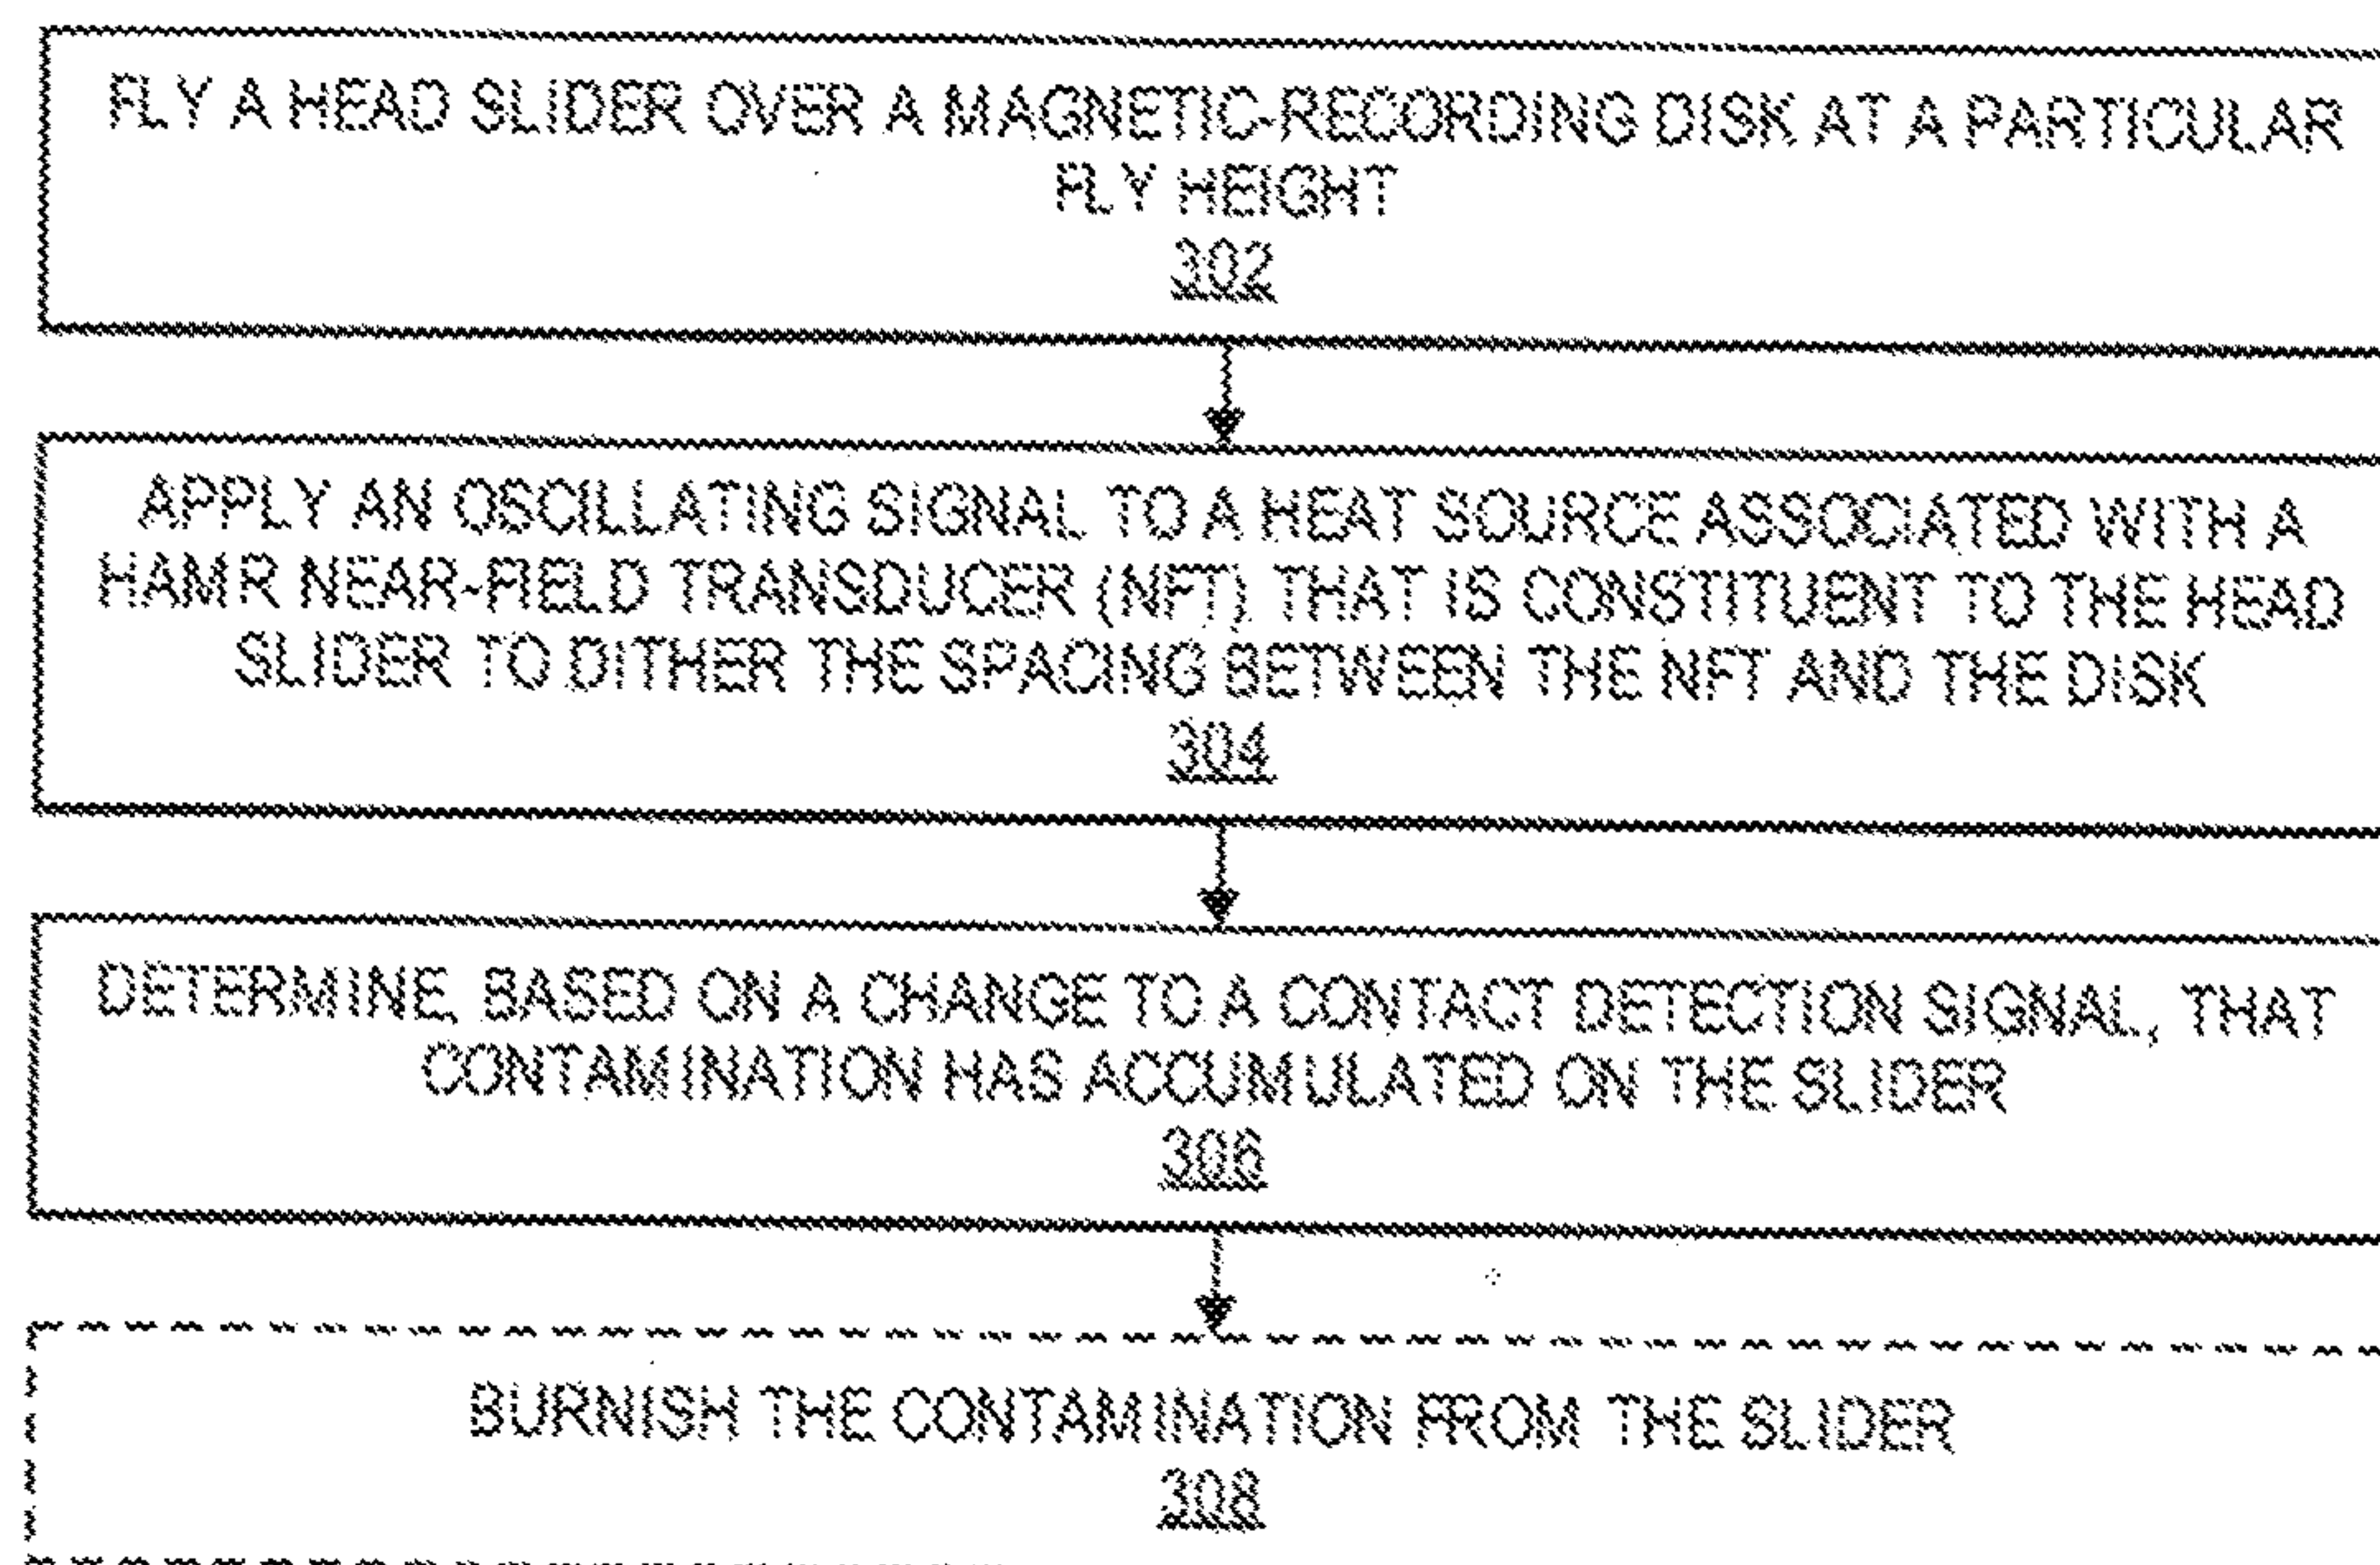 FLY A HEAD SLIDER OVER A MAGNETIC-RECORDING DISK AT A PARTICULAR
FLY HEIGHT
302
APPLY AN OSCILLATING SIGNAL TO A HEAT SOURCE ASSOCIATED WITH A
HAMR NEAR-FIELD TRANSDUCER (NFT) THAT IS CONSTITUENT TO THE HEAD
SLIDER TO DITHER THE SPACING BETWEEN THE NFT AND THE DISK
304
DETERMINE, BASED ON A CHANGE TO A CONTACT DETECTION SIGNAL, THAT
CONTAMINATION HAS ACCUMULATED ON THE SLIDER
306
BURNISH THE CONTAMINATION FROM THE SLIDER
308